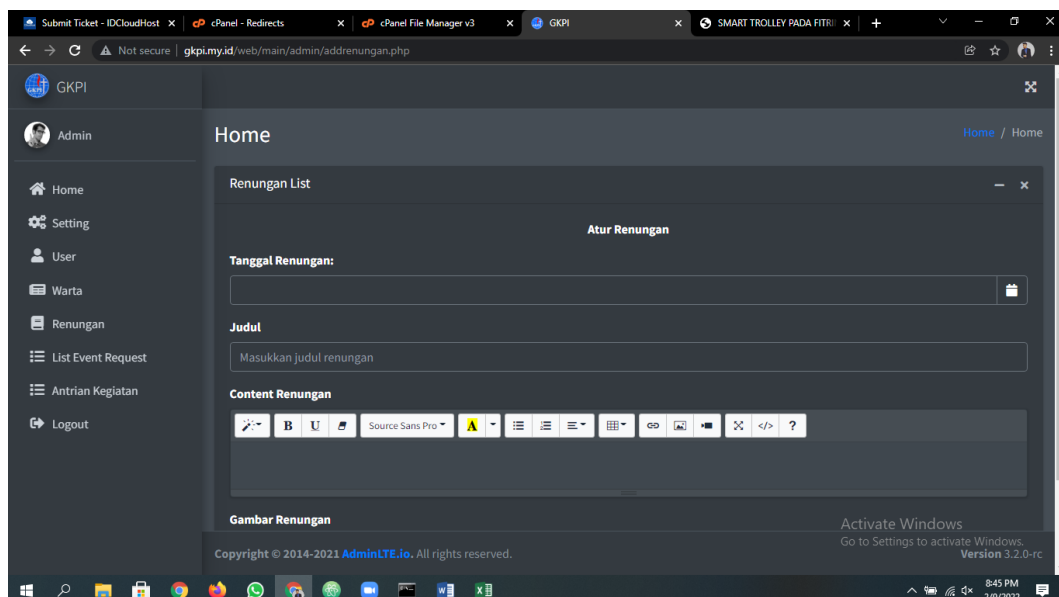 Submit Ticket - IDCloudHost
cPanel - Redirects
cPanel File Manager v3
GKPI
SMART TROLLEY PADA FITRI
Not secure | gkpi.my.id/web/main/admin/addrenungan.php
GKPI
Admin
Home
Home / Home
Home
Setting
User
Warta
Renungan
List Event Request
Antrian Kegiatan
Logout
Renungan List
Atur Renungan
Tanggal Renungan:
Judul
Masukkan judul renungan
Content Renungan
B U Source Sans Pro A </> ?
Gambar Renungan
Activate Windows
Go to Settings to activate Windows.
Copyright © 2014-2021 AdminLTE.io. All rights reserved.
Version 3.2.0-rc
8:45 PM